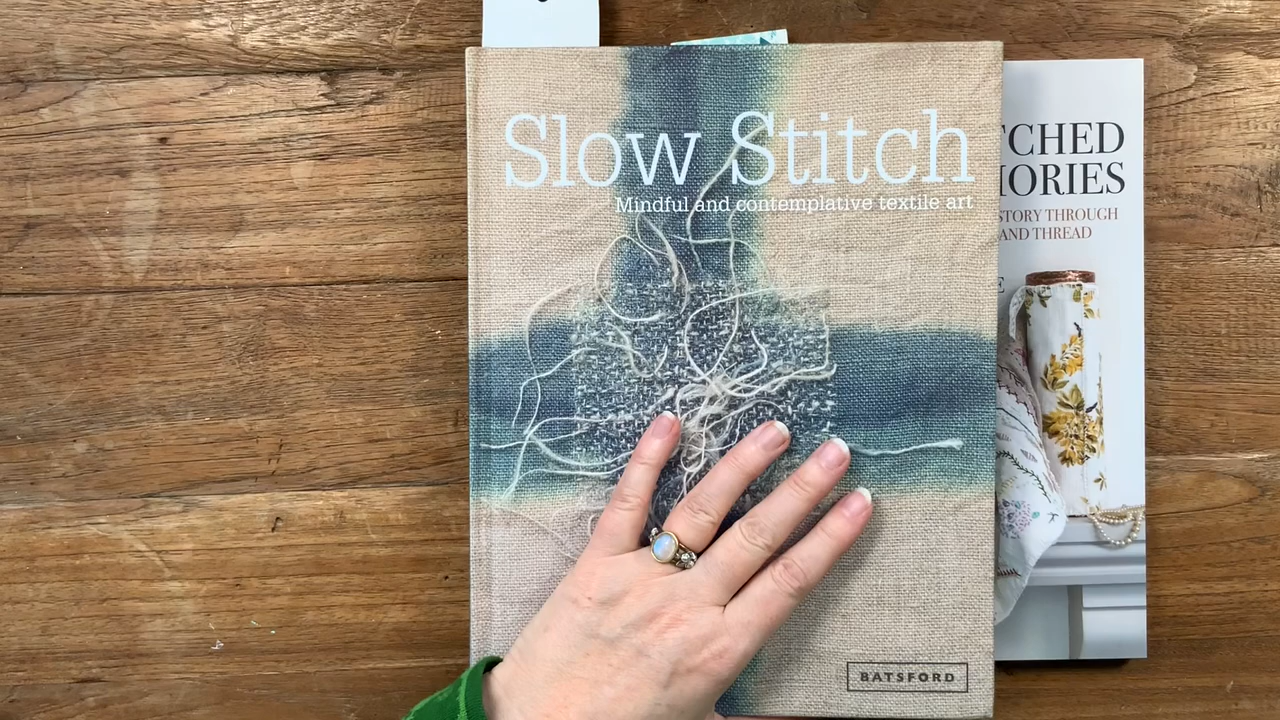 Slow Stitch
Mindful and contemplative textile art
BATSFORD
TCHED
ORIES
STORY THROUGH
AND THREAD